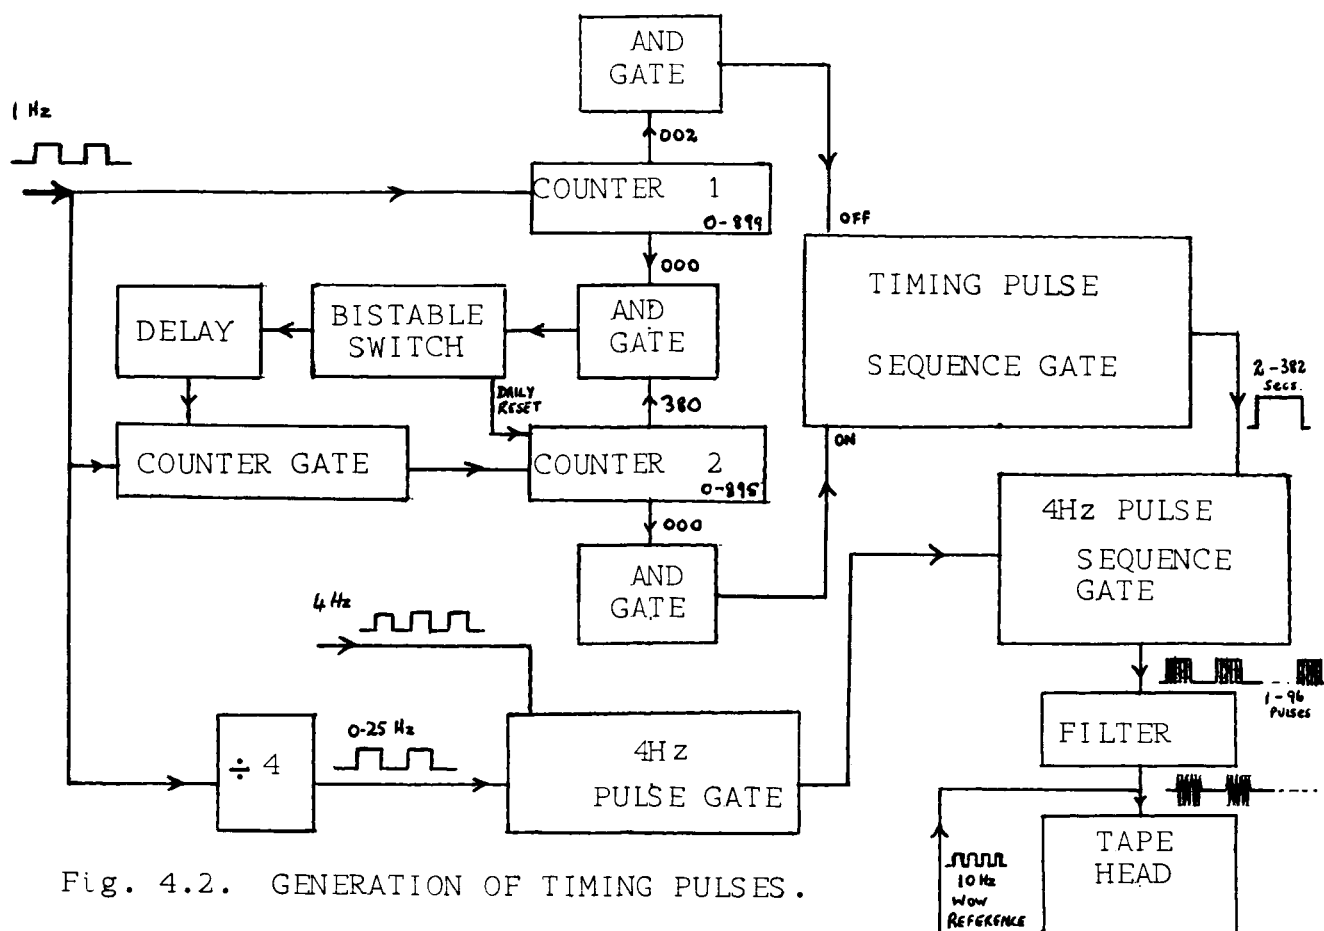 AND
GATE
1 Hz
002
COUNTER 1
0-899
OFF
000
TIMING PULSE
SEQUENCE GATE
DELAY
BISTABLE
SWITCH
AND
GATE
2-382
Secs.
DAILY
RESET
380
ON
COUNTER GATE
COUNTER 2
0-895
000
4Hz PULSE
SEQUENCE
GATE
AND
GATE
4 Hz
1-96
Pulses
0-25 Hz
÷ 4
4Hz
PULSE GATE
FILTER
TAPE
HEAD
10 Hz
WOW
REFERENCE
Fig. 4.2. GENERATION OF TIMING PULSES.